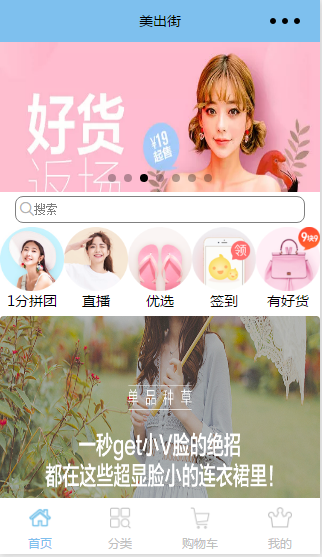 美出街
好货
返场
¥19
起售
搜索
领
9块9
1分拼团
直播
优选
签到
有好货
单品种草
一秒get小V脸的绝招
都在这些超显脸小的连衣裙里!
首页
分类
购物车
我的